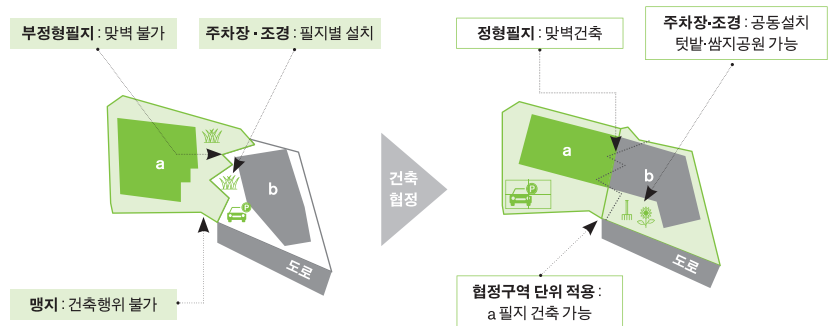 부정형필지 : 맞벽 불가
주차장·조경 : 필지별 설치
a
b
P
도로
맹지 : 건축행위 불가
건축
협정
정형필지 : 맞벽건축
주차장·조경 : 공동설치
텃밭·쌈지공원 가능
a
b
P
도로
협정구역 단위 적용 :
a 필지 건축 가능